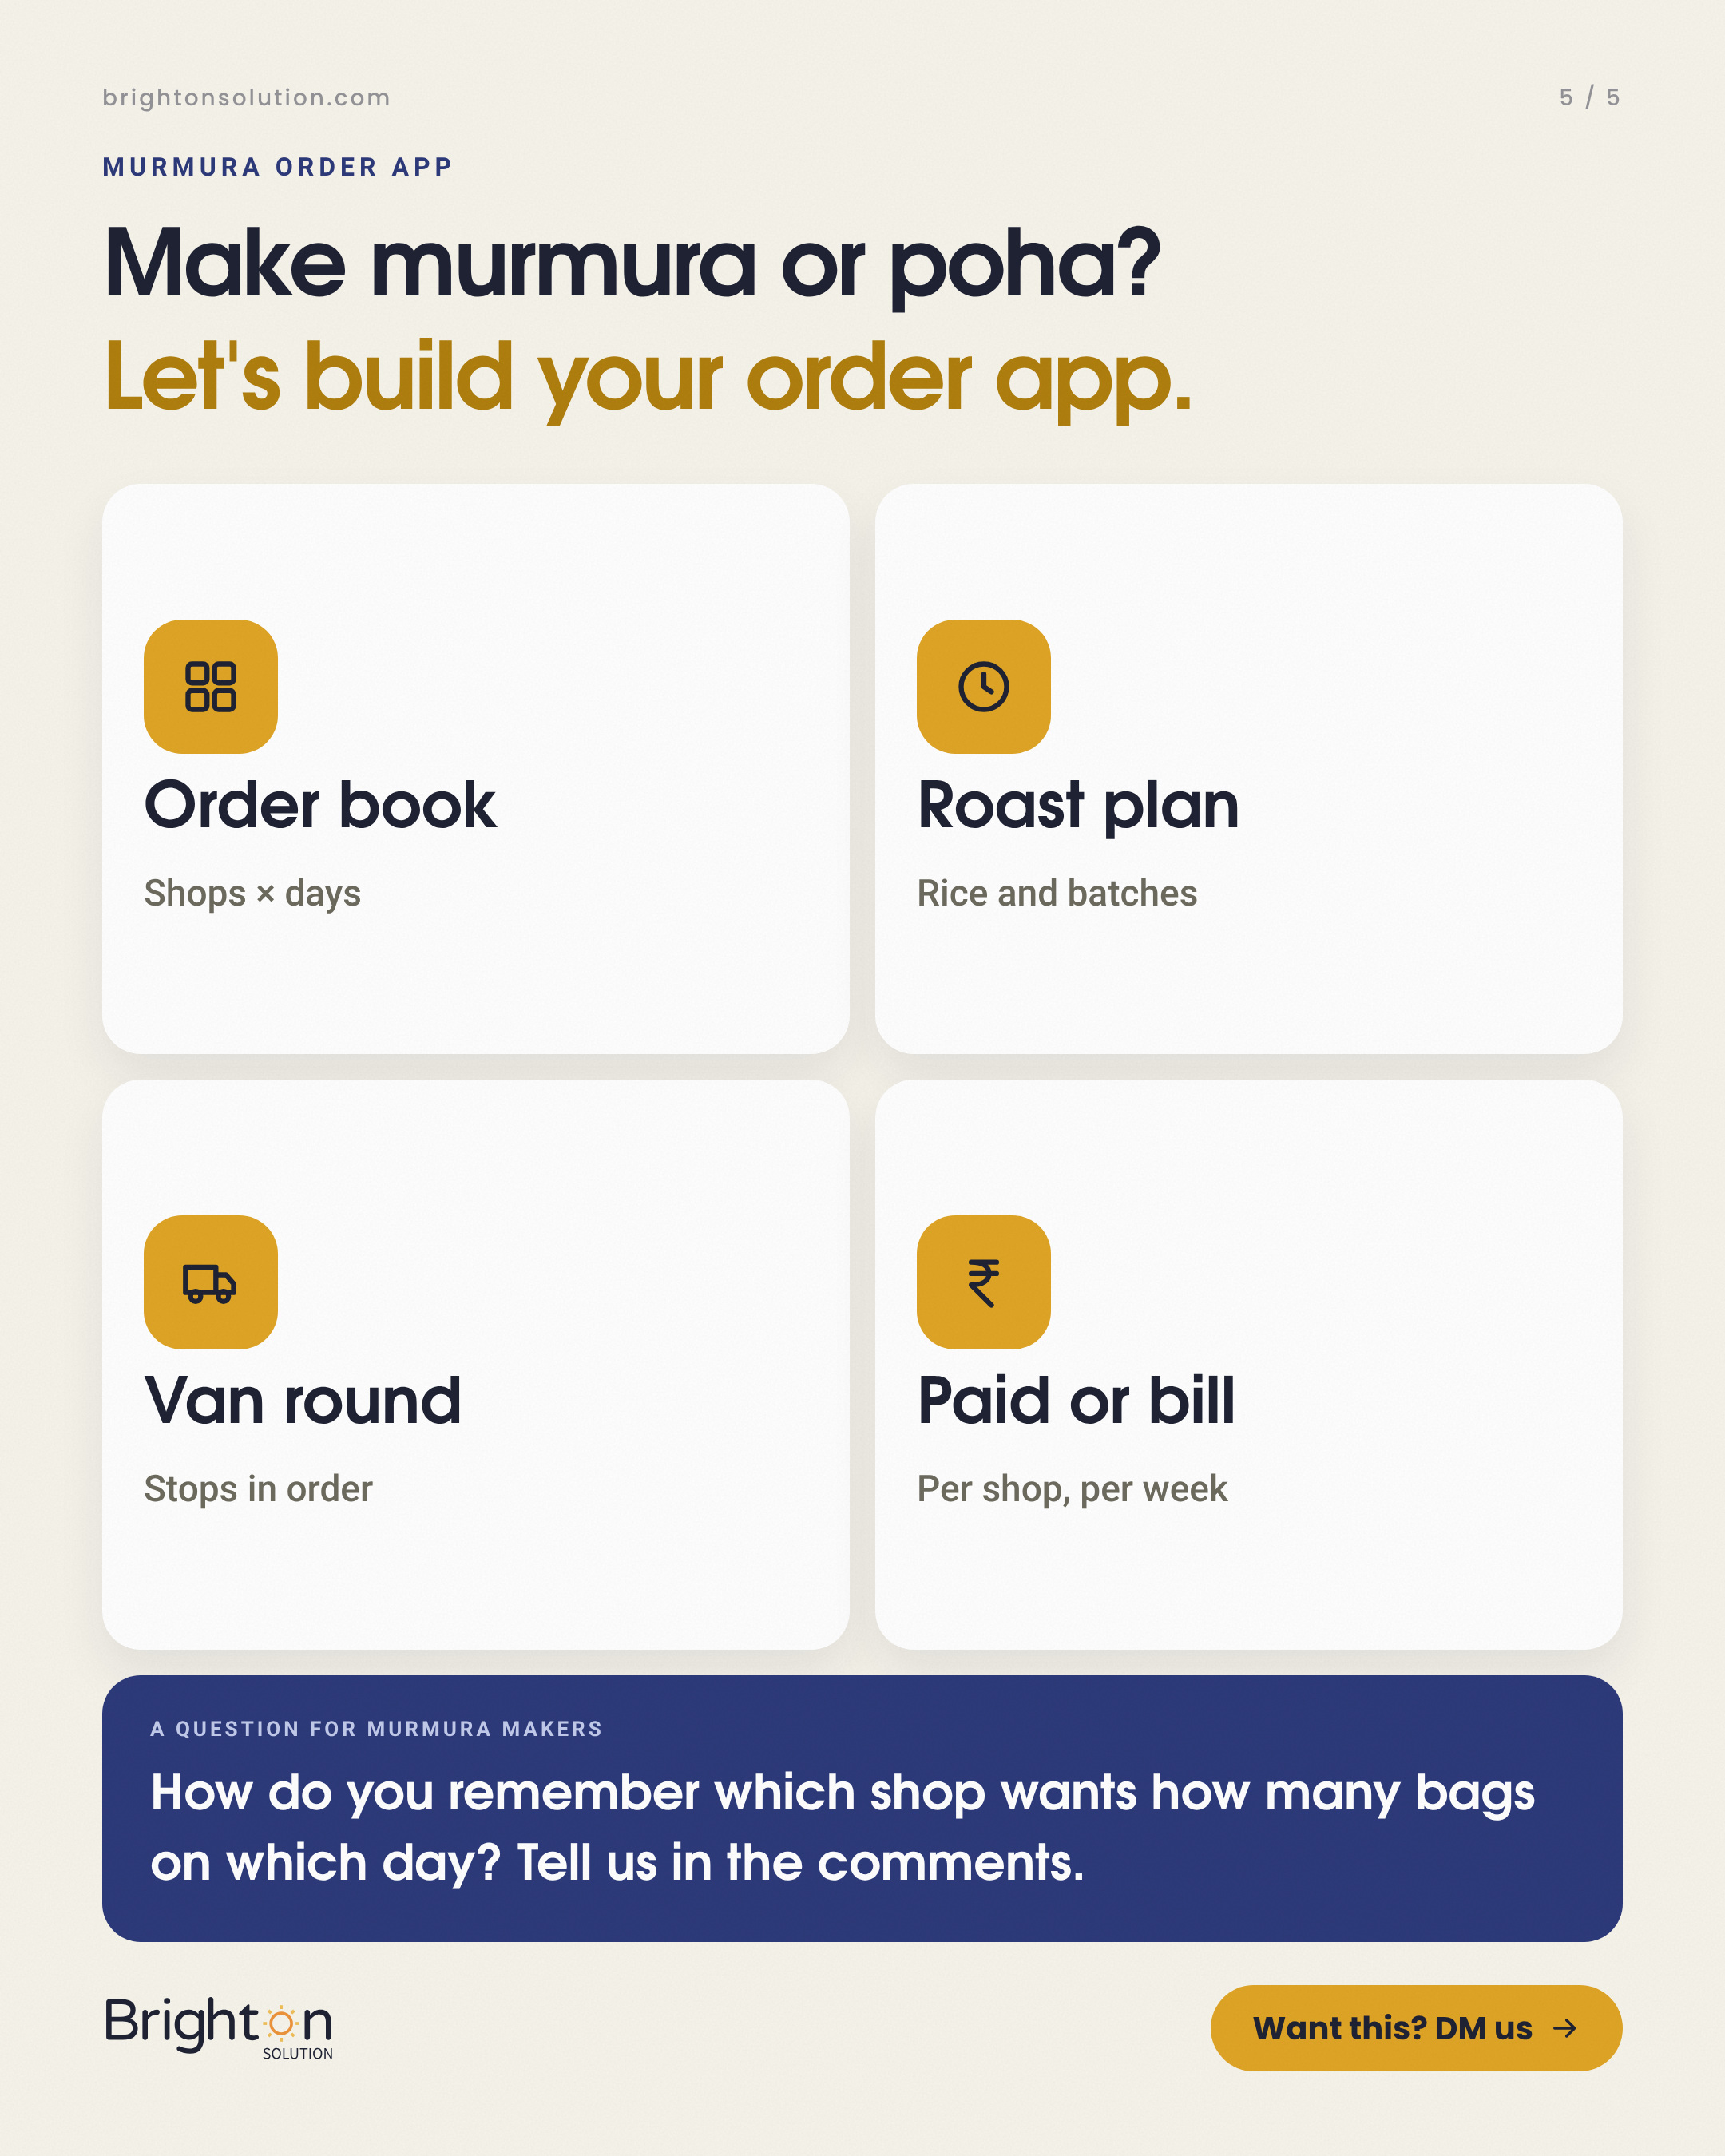 brightonsolution.com
5 / 5
MURMURA ORDER APP
Make murmura or poha?
Let's build your order app.
Order book
Shops × days
Roast plan
Rice and batches
Van round
Stops in order
₹
Paid or bill
Per shop, per week
A QUESTION FOR MURMURA MAKERS
How do you remember which shop wants how many bags
on which day? Tell us in the comments.
Brighton
SOLUTION
Want this? DM us →